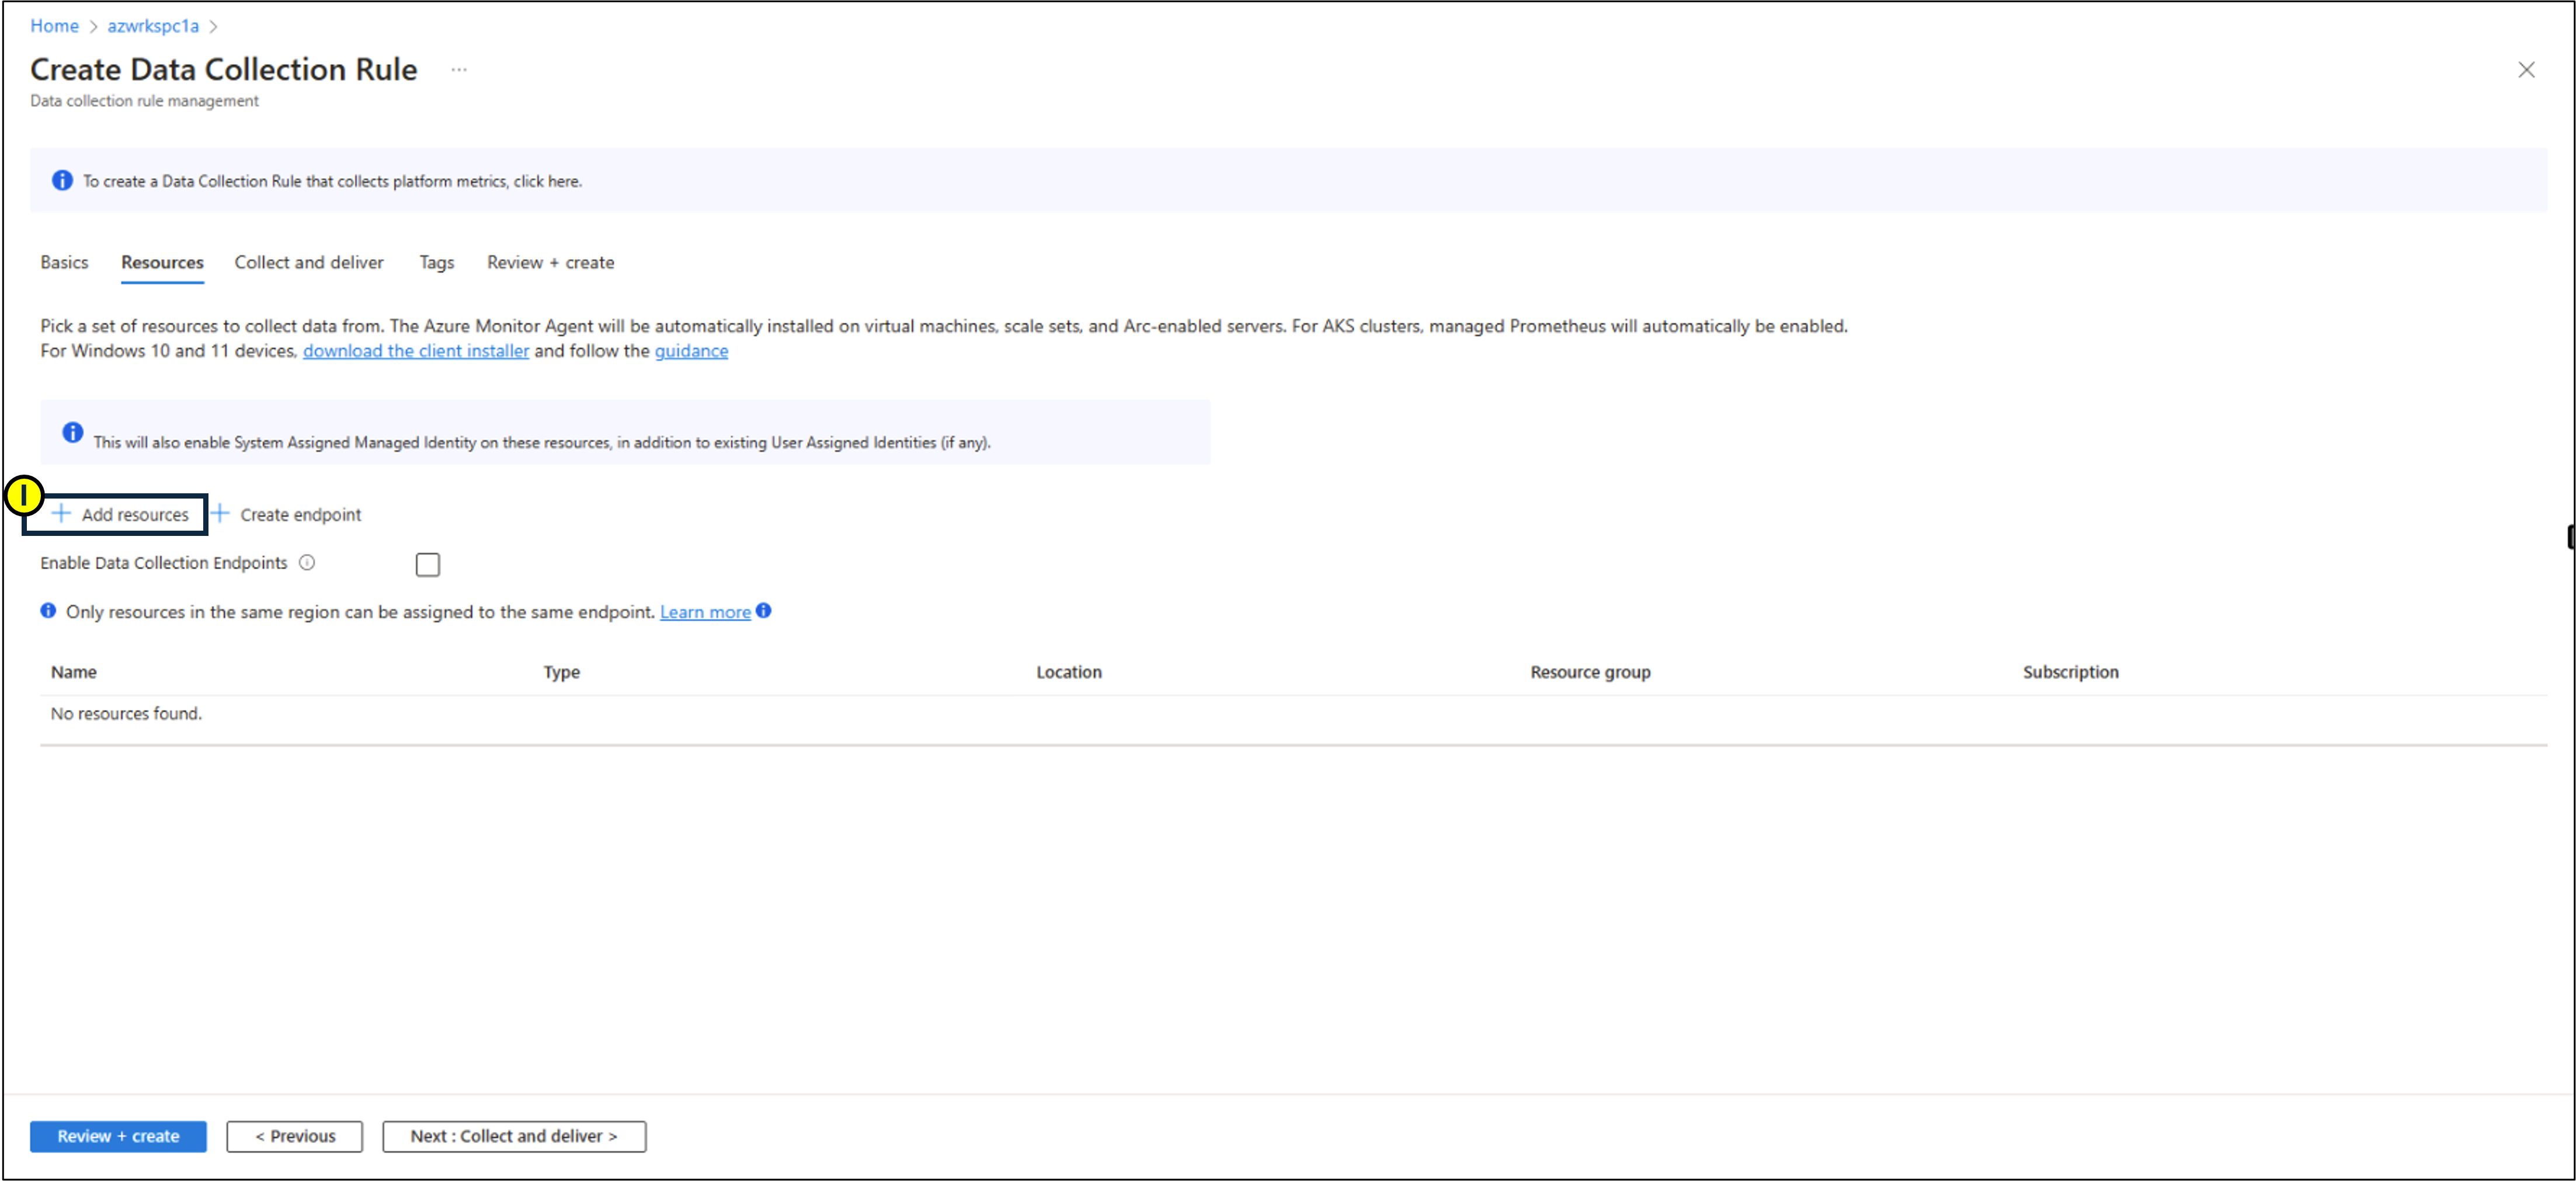 Home > azwrkspc1a >
Create Data Collection Rule ...
Data collection rule management
To create a Data Collection Rule that collects platform metrics, click here.
Basics Resources Collect and deliver Tags Review + create
Pick a set of resources to collect data from. The Azure Monitor Agent will be automatically installed on virtual machines, scale sets, and Arc-enabled servers. For AKS clusters, managed Prometheus will automatically be enabled.
For Windows 10 and 11 devices, download the client installer and follow the guidance
This will also enable System Assigned Managed Identity on these resources, in addition to existing User Assigned Identities (if any).
I
+ Add resources + Create endpoint
Enable Data Collection Endpoints
Only resources in the same region can be assigned to the same endpoint. Learn more
Name Type Location Resource group Subscription
No resources found.
Review + create < Previous Next : Collect and deliver >